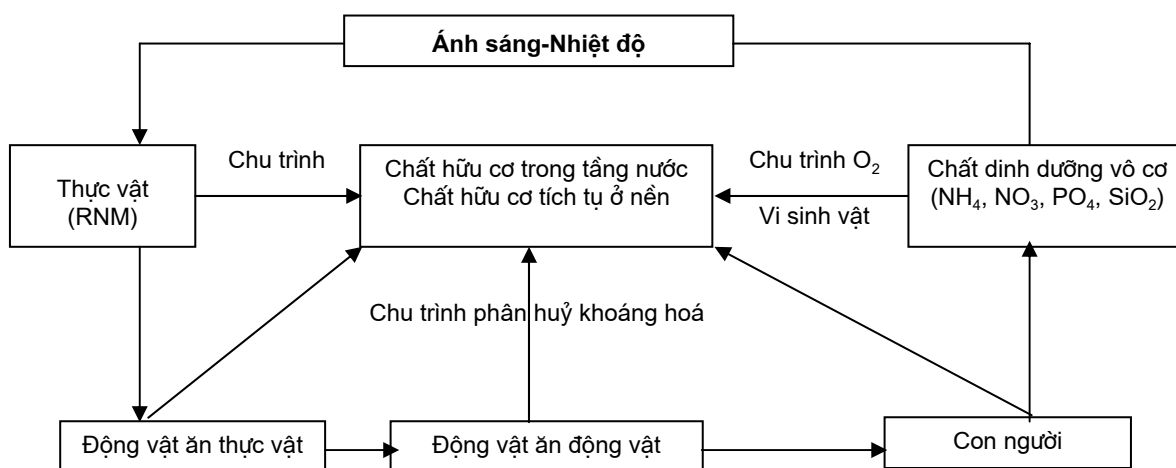 Ánh sáng-Nhiệt độ
Thực vật
(RNM)
Chu trình
Chất hữu cơ trong tầng nước
Chất hữu cơ tích tụ ở nền
Chu trình O₂
Vi sinh vật
Chất dinh dưỡng vô cơ
(NH₄, NO₃, PO₄, SiO₂)
Chu trình phân huỷ khoáng hoá
Động vật ăn thực vật
Động vật ăn động vật
Con người